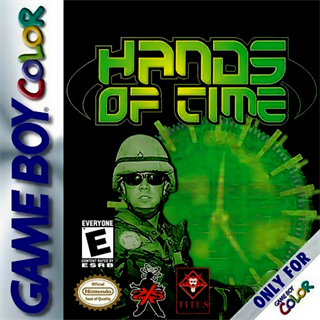 GAME BOY COLOR
HANDS
OF TIME
EVERYONE
E
CONTENT RATED BY
ESRB
Official
Nintendo
Seal of Quality
TITUS
ONLY FOR
GAME BOY
COLOR